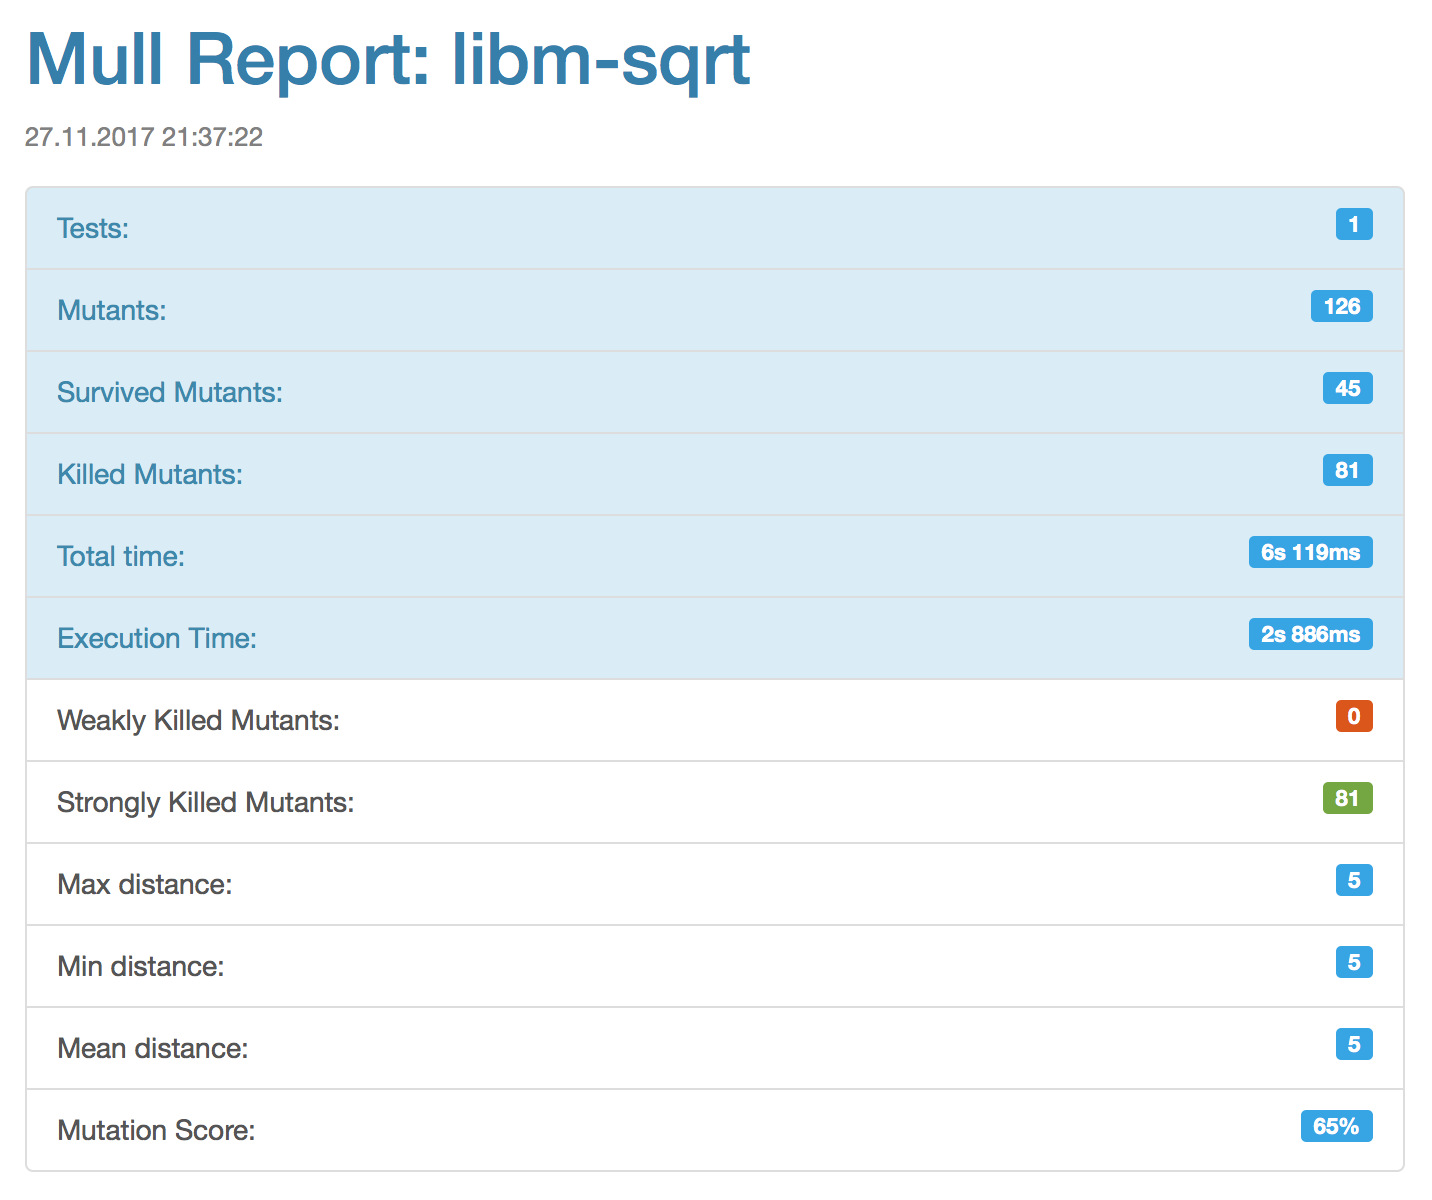 Mull Report: libm-sqrt
27.11.2017 21:37:22
Tests: 1
Mutants: 126
Survived Mutants: 45
Killed Mutants: 81
Total time: 6s 119ms
Execution Time: 2s 886ms
Weakly Killed Mutants: 0
Strongly Killed Mutants: 81
Max distance: 5
Min distance: 5
Mean distance: 5
Mutation Score: 65%